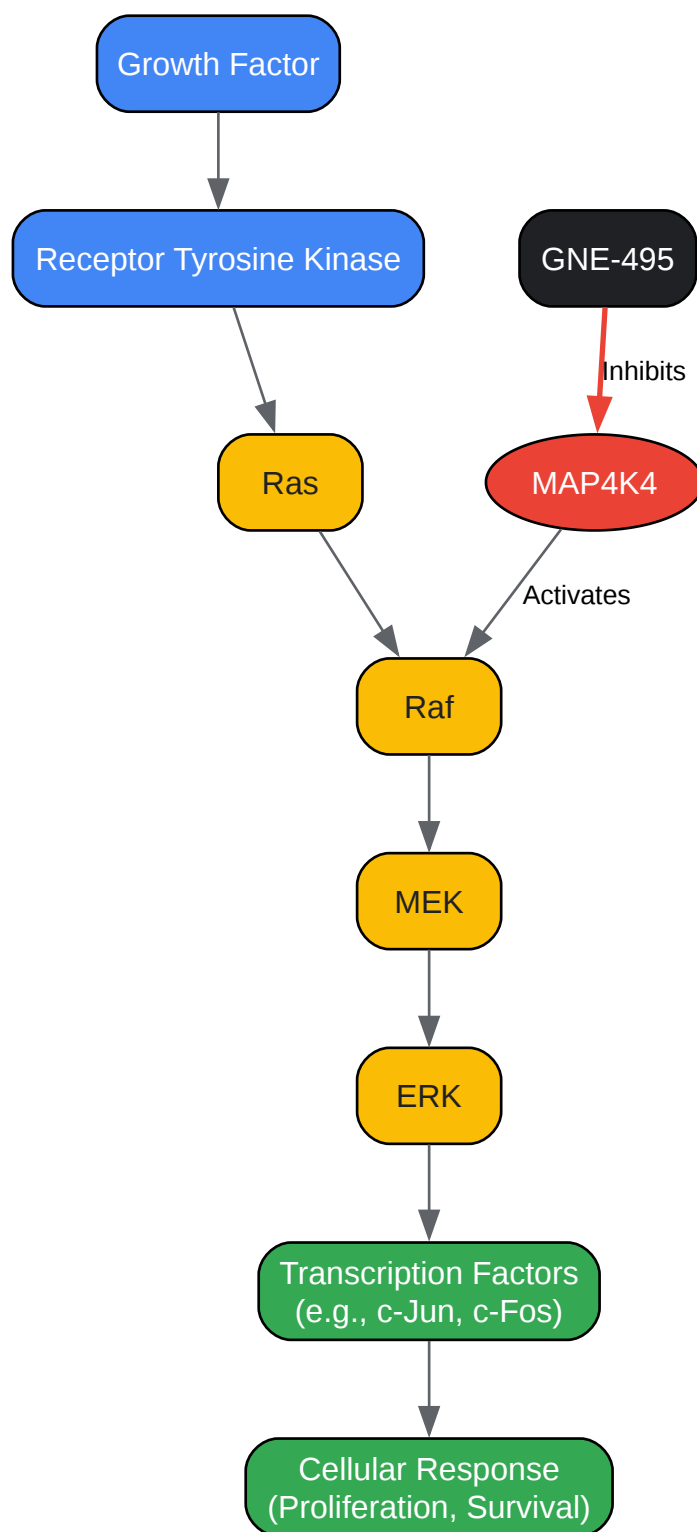 Growth Factor
Receptor Tyrosine Kinase
GNE-495
Inhibits
Ras
MAP4K4
Activates
Raf
MEK
ERK
Transcription Factors
(e.g., c-Jun, c-Fos)
Cellular Response
(Proliferation, Survival)